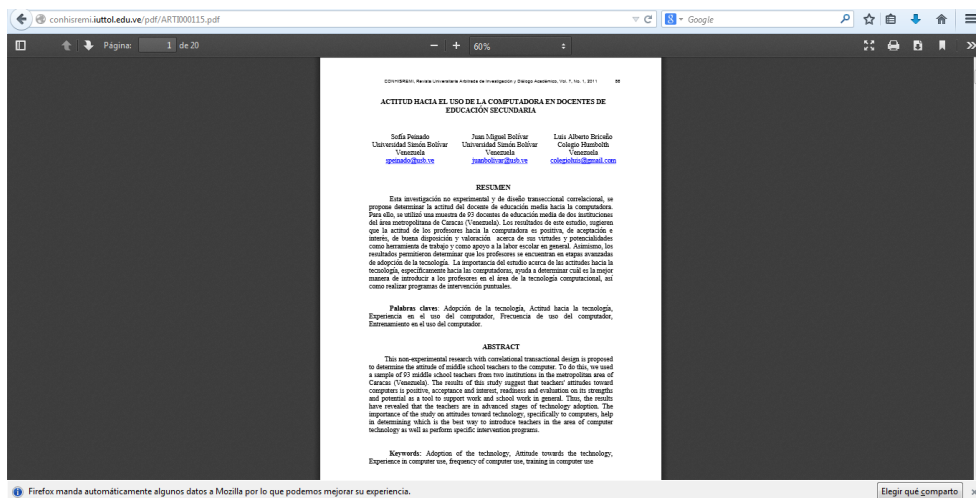 conhisremi.iuttol.edu.ve/pdf/ARTI000115.pdf
Google
Página: 1 de 20
60%
CONHISREMI, Revista Universitaria Arbitrada de Investigación y Diálogo Académico, Vol. 7, No. 1, 2011
ACTITUD HACIA EL USO DE LA COMPUTADORA EN DOCENTES DE
EDUCACIÓN SECUNDARIA
Sofía Peinado Juan Miguel Bolívar Luis Alberto Briceño
Universidad Simón Bolívar Universidad Simón Bolívar Colegio Humbolth
Venezuela Venezuela Venezuela
speinado@usb.ve juanbolivar@usb.ve colegioluis@gmail.com
RESUMEN
Esta investigación no experimental y de diseño transeccional correlacional, se
propone determinar la actitud del docente de educación media hacia la computadora.
Para ello, se utilizó una muestra de 93 docentes de educación media de dos instituciones
del área metropolitana de Caracas (Venezuela). Los resultados de este estudio, sugieren
que la actitud de los profesores hacia la computadora es positiva, de aceptación e
interés, de buena disposición y valoración acerca de sus virtudes y potencialidades
como herramienta de trabajo y como apoyo a la labor escolar en general. Asimismo, los
resultados permitieron determinar que los profesores se encuentran en etapas avanzadas
de adopción de la tecnología. La importancia del estudio acerca de las actitudes hacia la
tecnología, específicamente hacia las computadoras, ayuda a determinar cuál es la mejor
manera de introducir a los profesores en el área de la tecnología computacional, así
como realizar programas de intervención puntuales.
Palabras claves: Adopción de la tecnología, Actitud hacia la tecnología,
Experiencia en el uso del computador, Frecuencia de uso del computador,
Entrenamiento en el uso del computador.
ABSTRACT
This non-experimental research with correlational transactional design is proposed
to determine the attitude of middle school teachers to the computer. To do this, we used
a sample of 93 middle school teachers from two institutions in the metropolitan area of
Caracas (Venezuela). The results of this study suggest that teachers' attitudes toward
computers is positive, acceptance and interest, readiness and evaluation on its strengths
and potential as a tool to support work and school work in general. Thus, the results
have revealed that the teachers are in advanced stages of technology adoption. The
importance of the study on attitudes toward technology, specifically to computers, help
in determining which is the best way to introduce teachers in the area of computer
technology as well as perform specific intervention programs.
Keywords: Adoption of the technology, Attitude towards the technology,
Experience in computer use, frequency of computer use, training in computer use
Firefox manda automáticamente algunos datos a Mozilla por lo que podemos mejorar su experiencia.
Elegir qué comparto